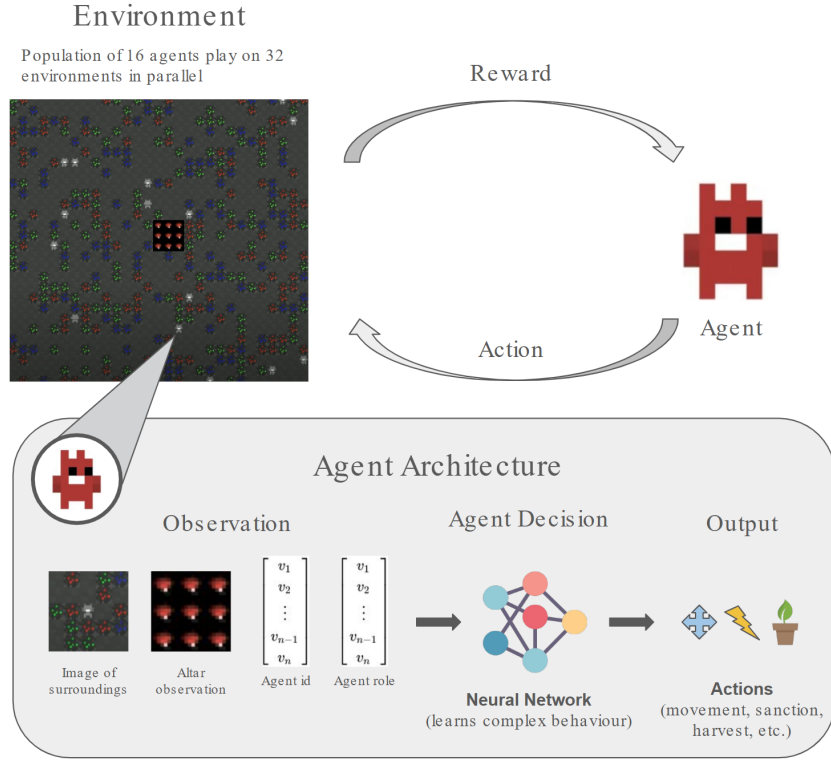 Environment
Population of 16 agents play on 32
environments in parallel
Reward
Agent
Action
Agent Architecture
Observation
Agent Decision
Output
v₁
v₂
⋮
vₙ₋₁
vₙ
v₁
v₂
⋮
vₙ₋₁
vₙ
Image of
surroundings
Altar
observation
Agent id
Agent role
Neural Network
(learns complex behaviour)
Actions
(movement, sanction,
harvest, etc.)